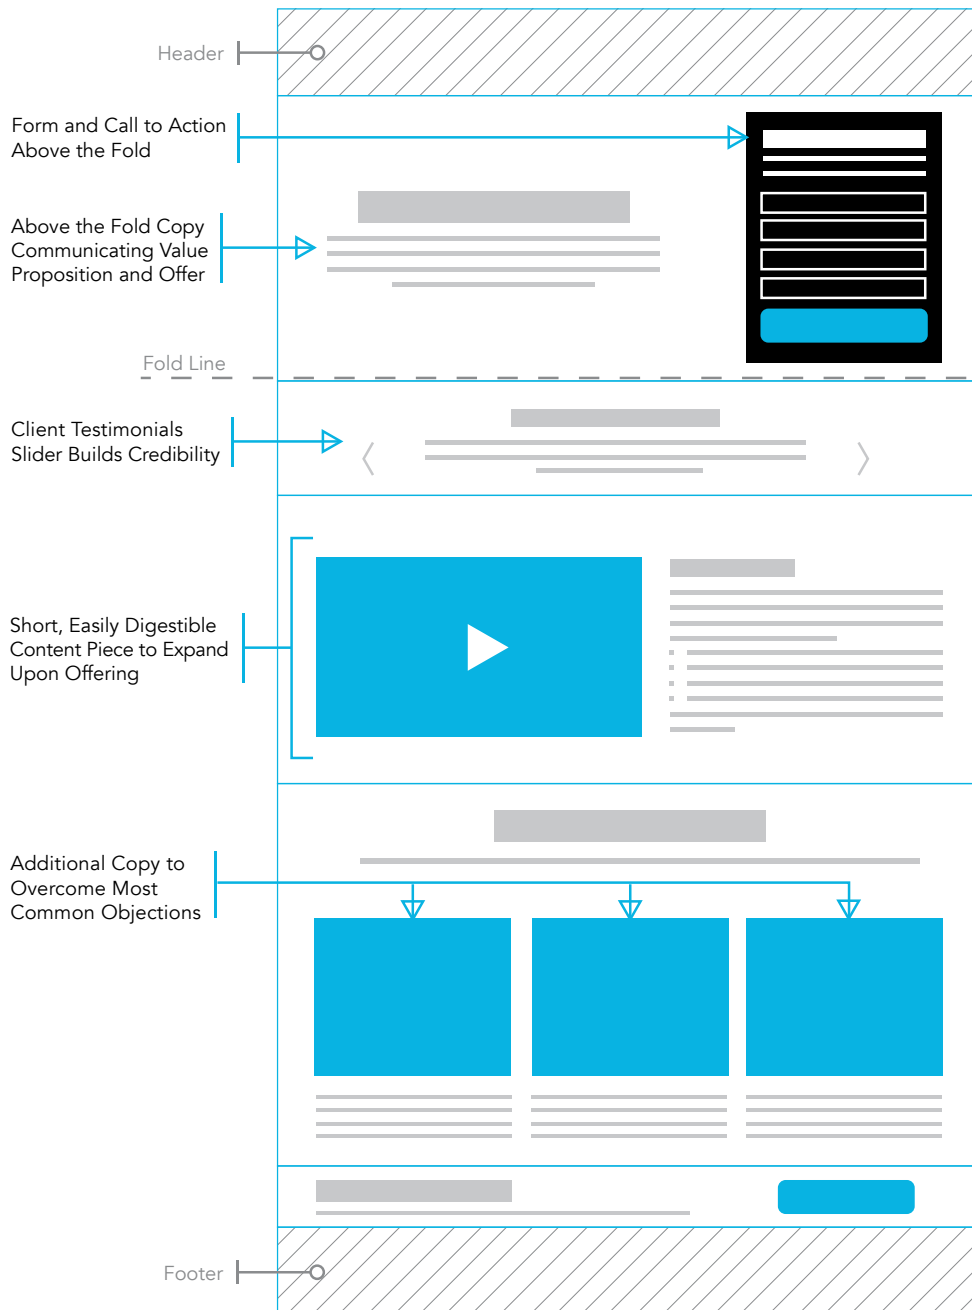 Header
Form and Call to Action
Above the Fold
Above the Fold Copy
Communicating Value
Proposition and Offer
Fold Line
Client Testimonials
Slider Builds Credibility
Short, Easily Digestible
Content Piece to Expand
Upon Offering
Additional Copy to
Overcome Most
Common Objections
Footer